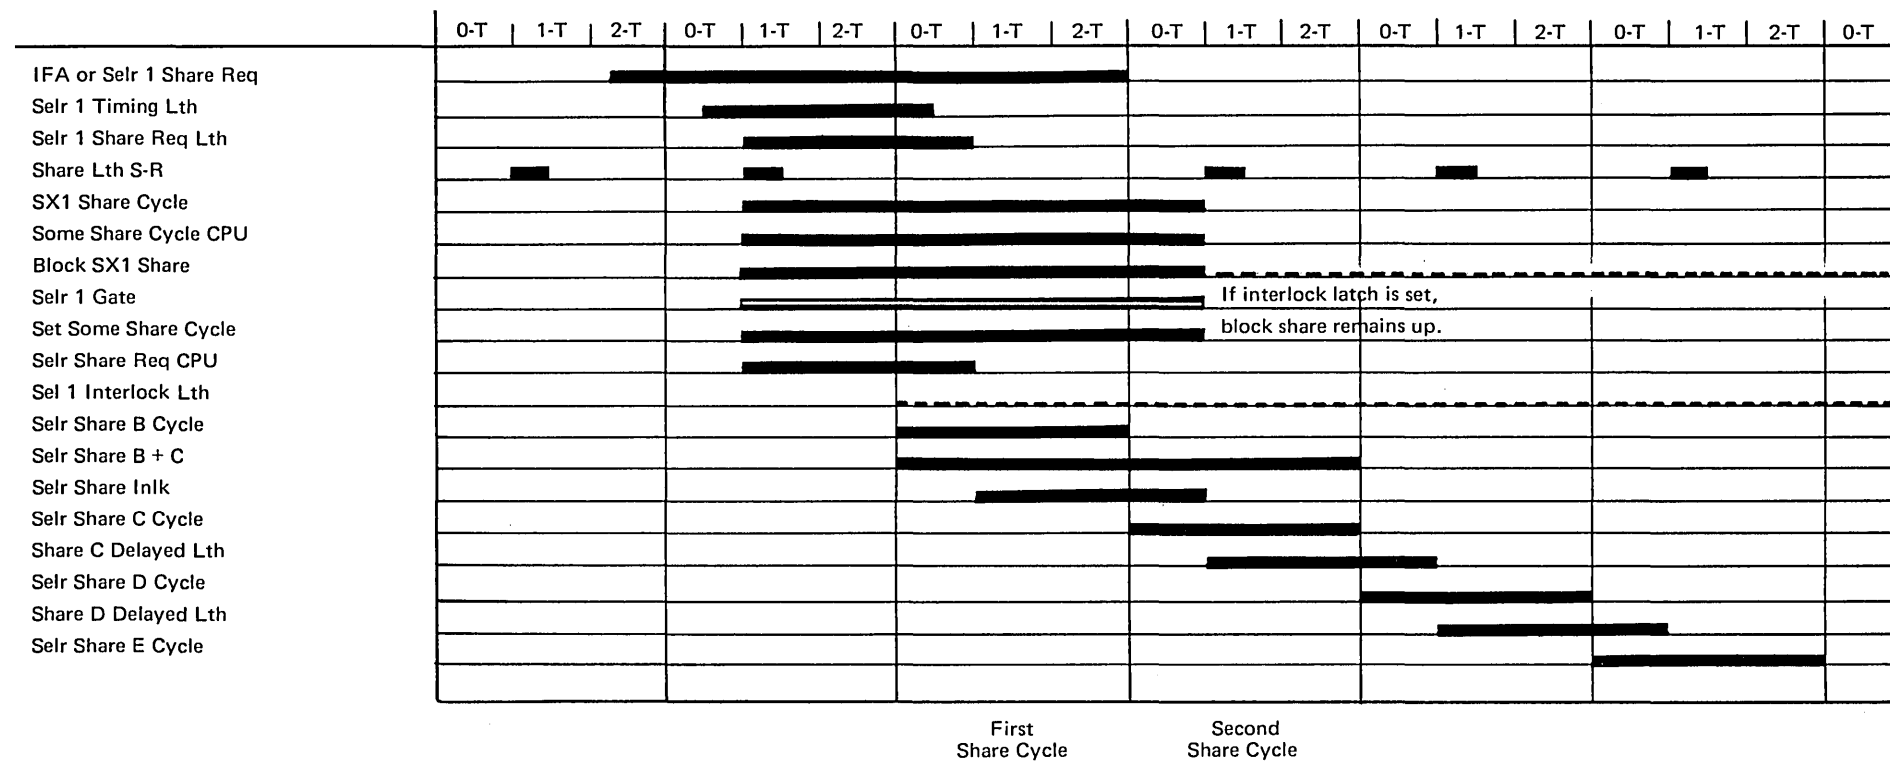 0-T 1-T 2-T 0-T 1-T 2-T 0-T 1-T 2-T 0-T 1-T 2-T 0-T 1-T 2-T 0-T 1-T 2-T 0-T
IFA or Selr 1 Share Req
Selr 1 Timing Lth
Selr 1 Share Req Lth
Share Lth S-R
SX1 Share Cycle
Some Share Cycle CPU
Block SX1 Share
Selr 1 Gate
If interlock latch is set,
Set Some Share Cycle
block share remains up.
Selr Share Req CPU
Sel 1 Interlock Lth
Selr Share B Cycle
Selr Share B + C
Selr Share Inlk
Selr Share C Cycle
Share C Delayed Lth
Selr Share D Cycle
Share D Delayed Lth
Selr Share E Cycle
First
Share Cycle
Second
Share Cycle